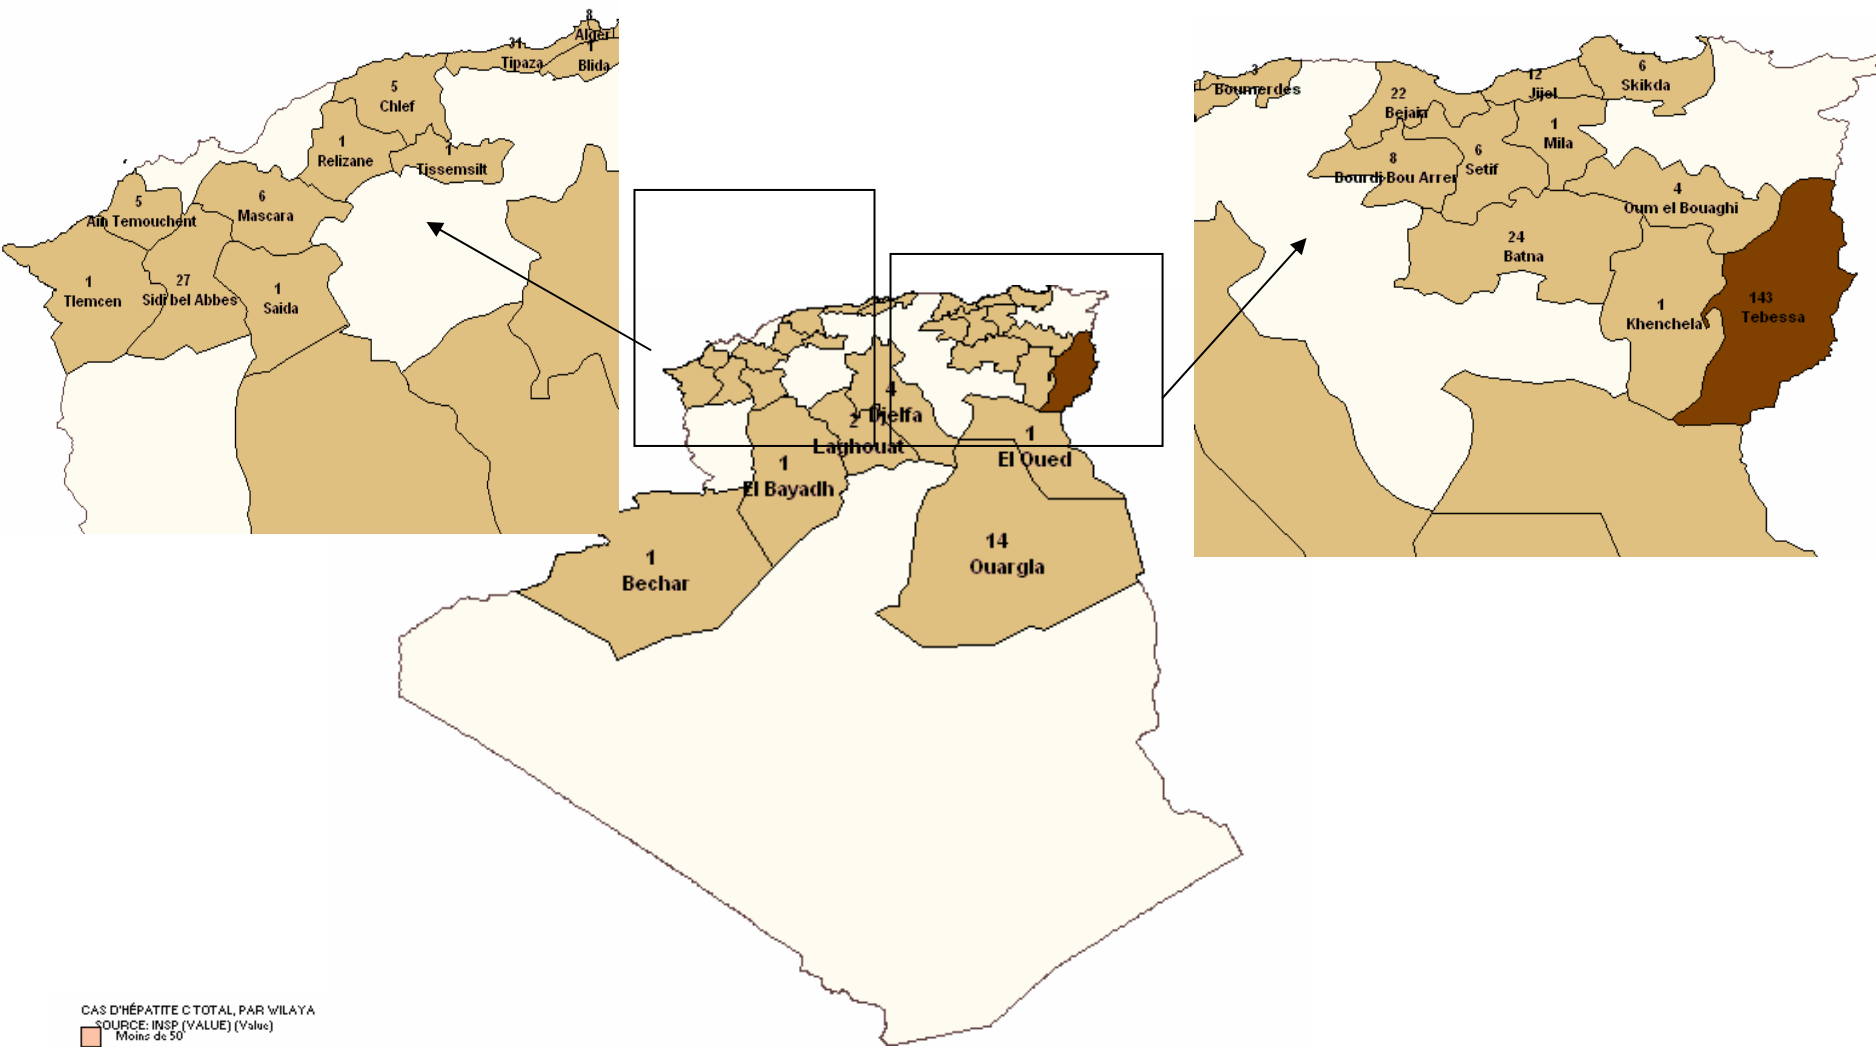 8
Alger
31
Tipaza
1
Blida
5
Chlef
1
Relizane
1
Tissemsilt
5
Ain Temouchent
6
Mascara
1
Tlemcen
27
Sidi bel Abbes
1
Saida
3
Boumerdes
22
Bejaia
12
Jijel
6
Skikda
1
Mila
8
Bourdj Bou Arrer
6
Setif
4
Oum el Bouaghi
24
Batna
1
Khenchela
143
Tebessa
4
Djelfa
2
Laghouat
1
El Oued
1
El Bayadh
1
Bechar
14
Ouargla
CAS D'HÉPATITE C TOTAL, PAR WILAYA
SOURCE: INSP (VALUE) (Value)
Moins de 50